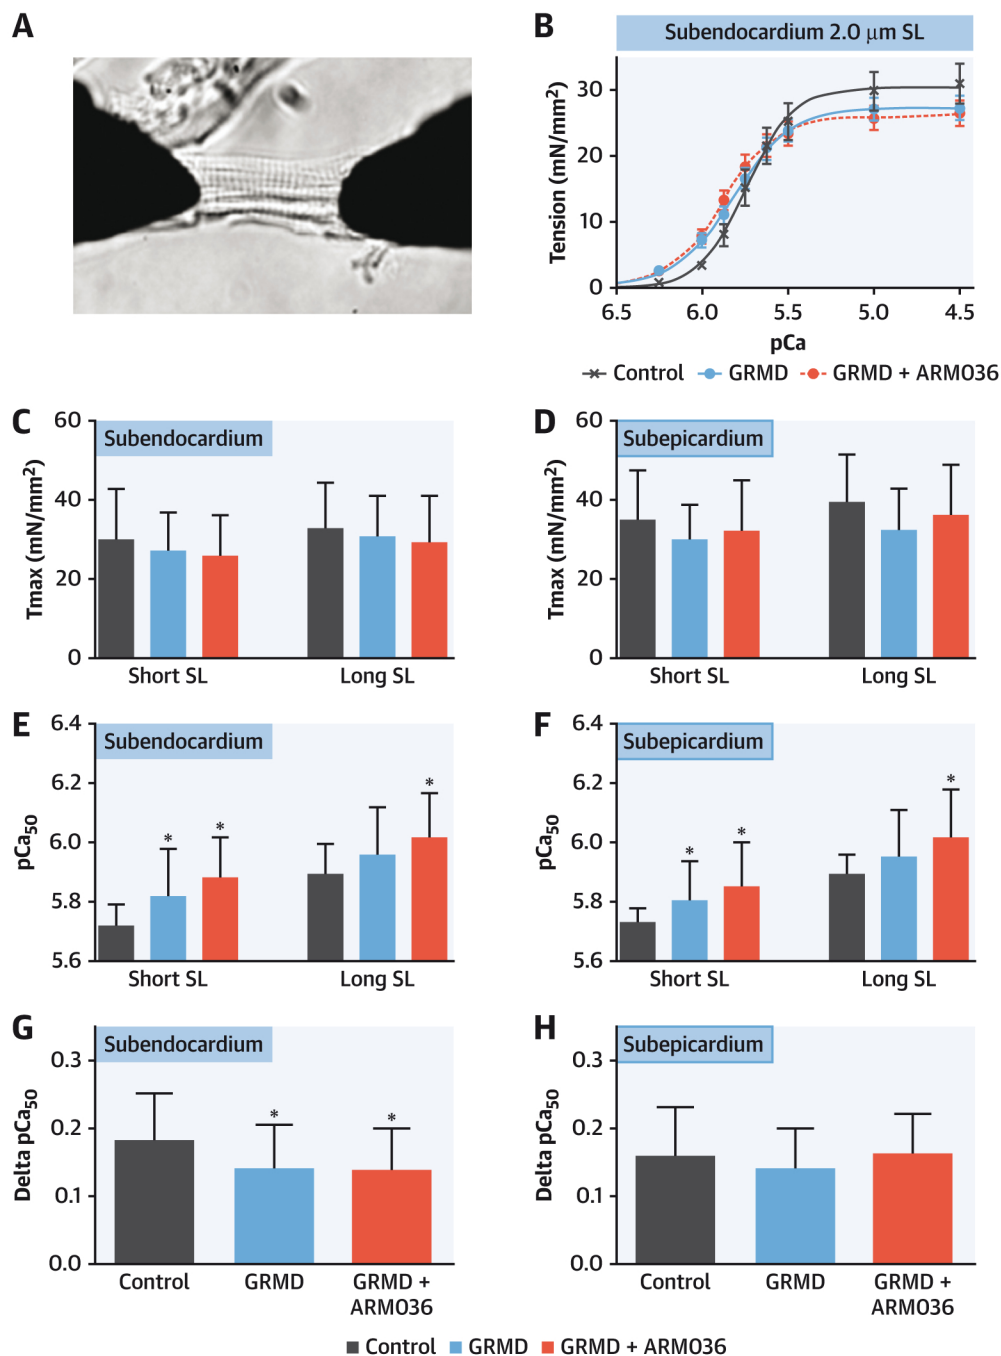 A
B
Subendocardium 2.0 μm SL
Tension (mN/mm²)
30
20
10
0
6.5 6.0 5.5 5.0 4.5
pCa
Control GRMD GRMD + ARM036
C
Subendocardium
Tmax (mN/mm²)
60
40
20
0
Short SL Long SL
D
Subepicardium
Tmax (mN/mm²)
60
40
20
0
Short SL Long SL
E
Subendocardium
pCa₅₀
6.4
6.2
6.0
5.8
5.6
* * *
Short SL Long SL
F
Subepicardium
pCa₅₀
6.4
6.2
6.0
5.8
5.6
* * *
Short SL Long SL
G
Subendocardium
Delta pCa₅₀
0.3
0.2
0.1
0.0
* *
Control GRMD GRMD +
ARM036
H
Subepicardium
Delta pCa₅₀
0.3
0.2
0.1
0.0
Control GRMD GRMD +
ARM036
Control GRMD GRMD + ARM036